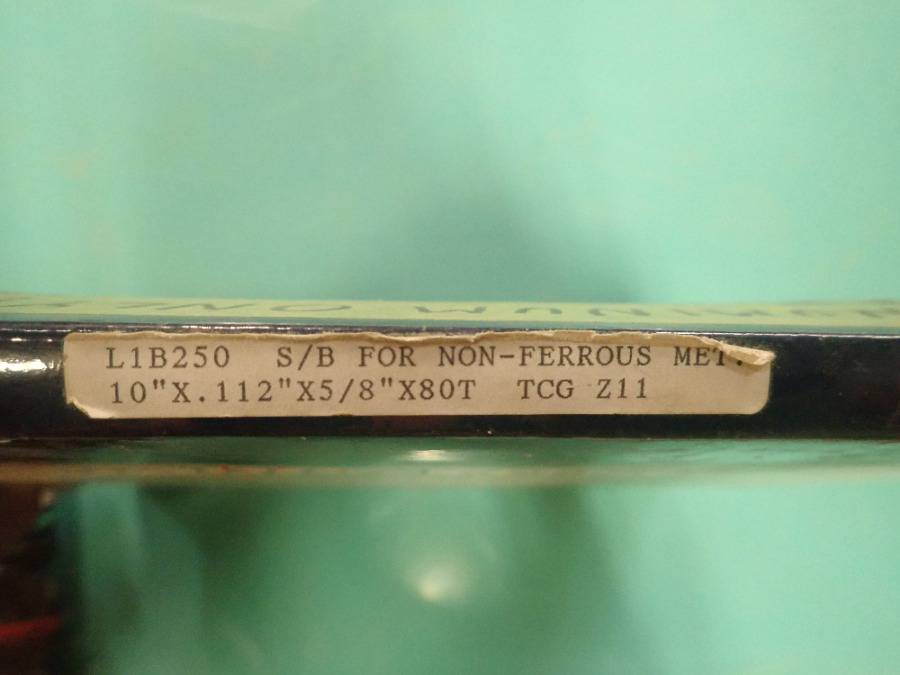 L1B250 S/B FOR NON-FERROUS MET.
10"X.112"X5/8"X80T TCG Z11